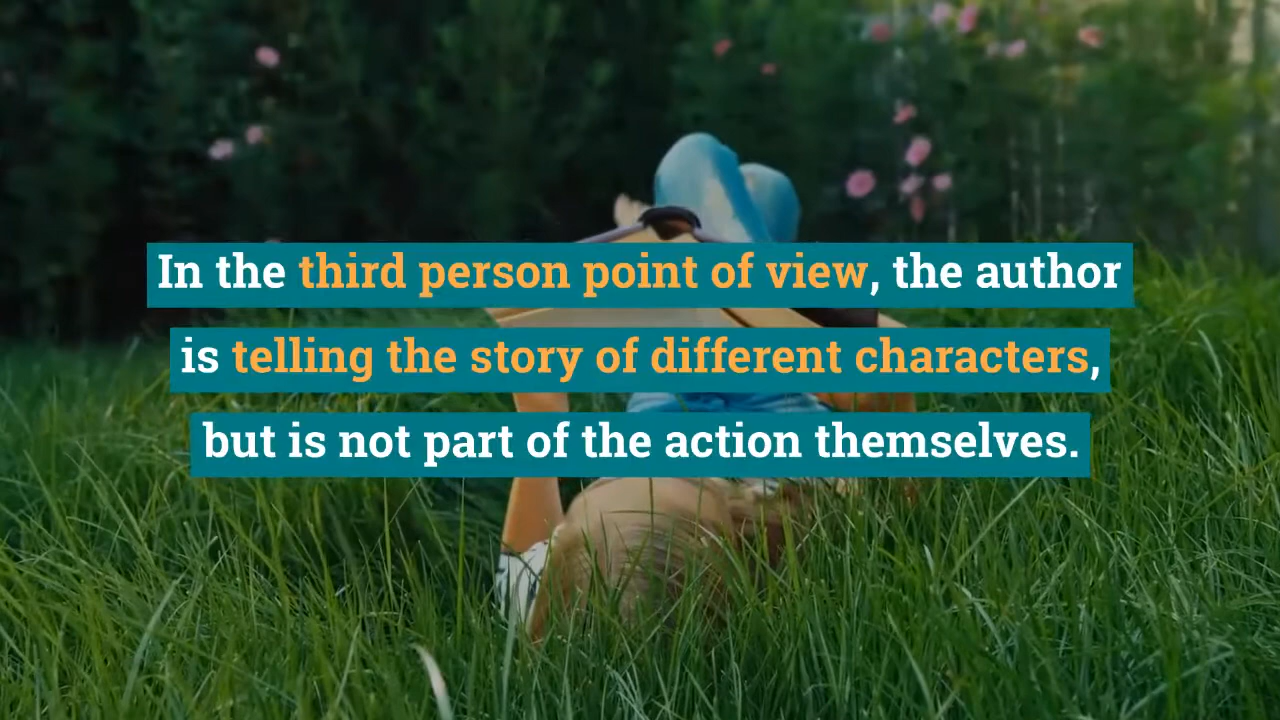 In the third person point of view, the author
is telling the story of different characters,
but is not part of the action themselves.